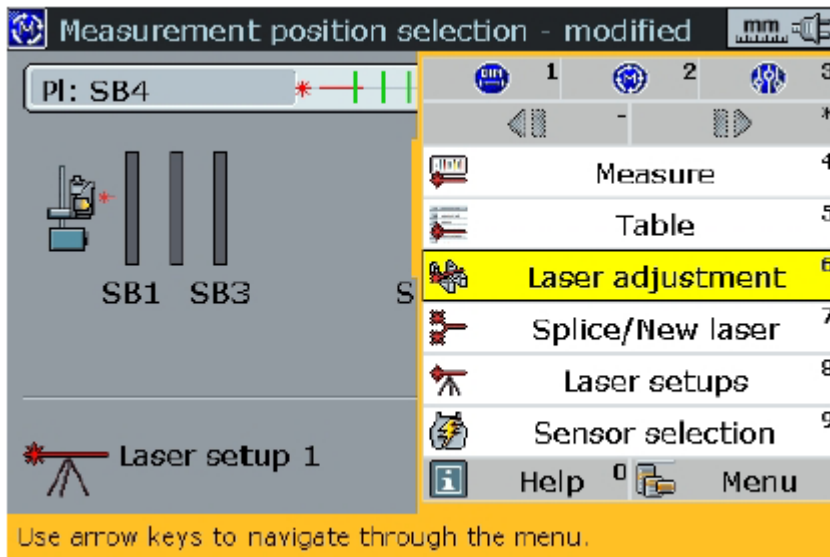 Measurement position selection - modified mm
Pl: SB4
1 2 3
- *
Measure 4
Table 5
Laser adjustment 6
Splice/New laser 7
Laser setups 8
Sensor selection 9
Help 0 Menu
SB1 SB3 S
Laser setup 1
Use arrow keys to navigate through the menu.